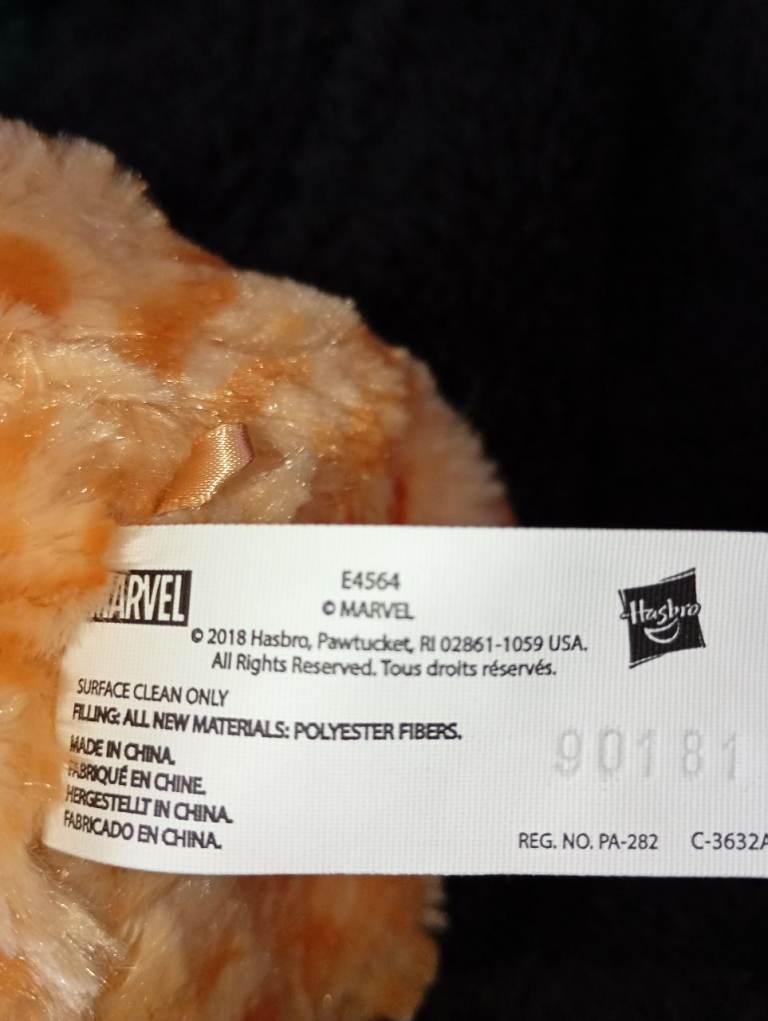 MARVEL
E4564
© MARVEL
© 2018 Hasbro, Pawtucket, RI 02861-1059 USA.
All Rights Reserved. Tous droits réservés.
Hasbro
SURFACE CLEAN ONLY
FILLING: ALL NEW MATERIALS: POLYESTER FIBERS.
MADE IN CHINA.
FABRIQUÉ EN CHINE.
HERGESTELLT IN CHINA.
FABRICADO EN CHINA.
90181
REG. NO. PA-282 C-3632A